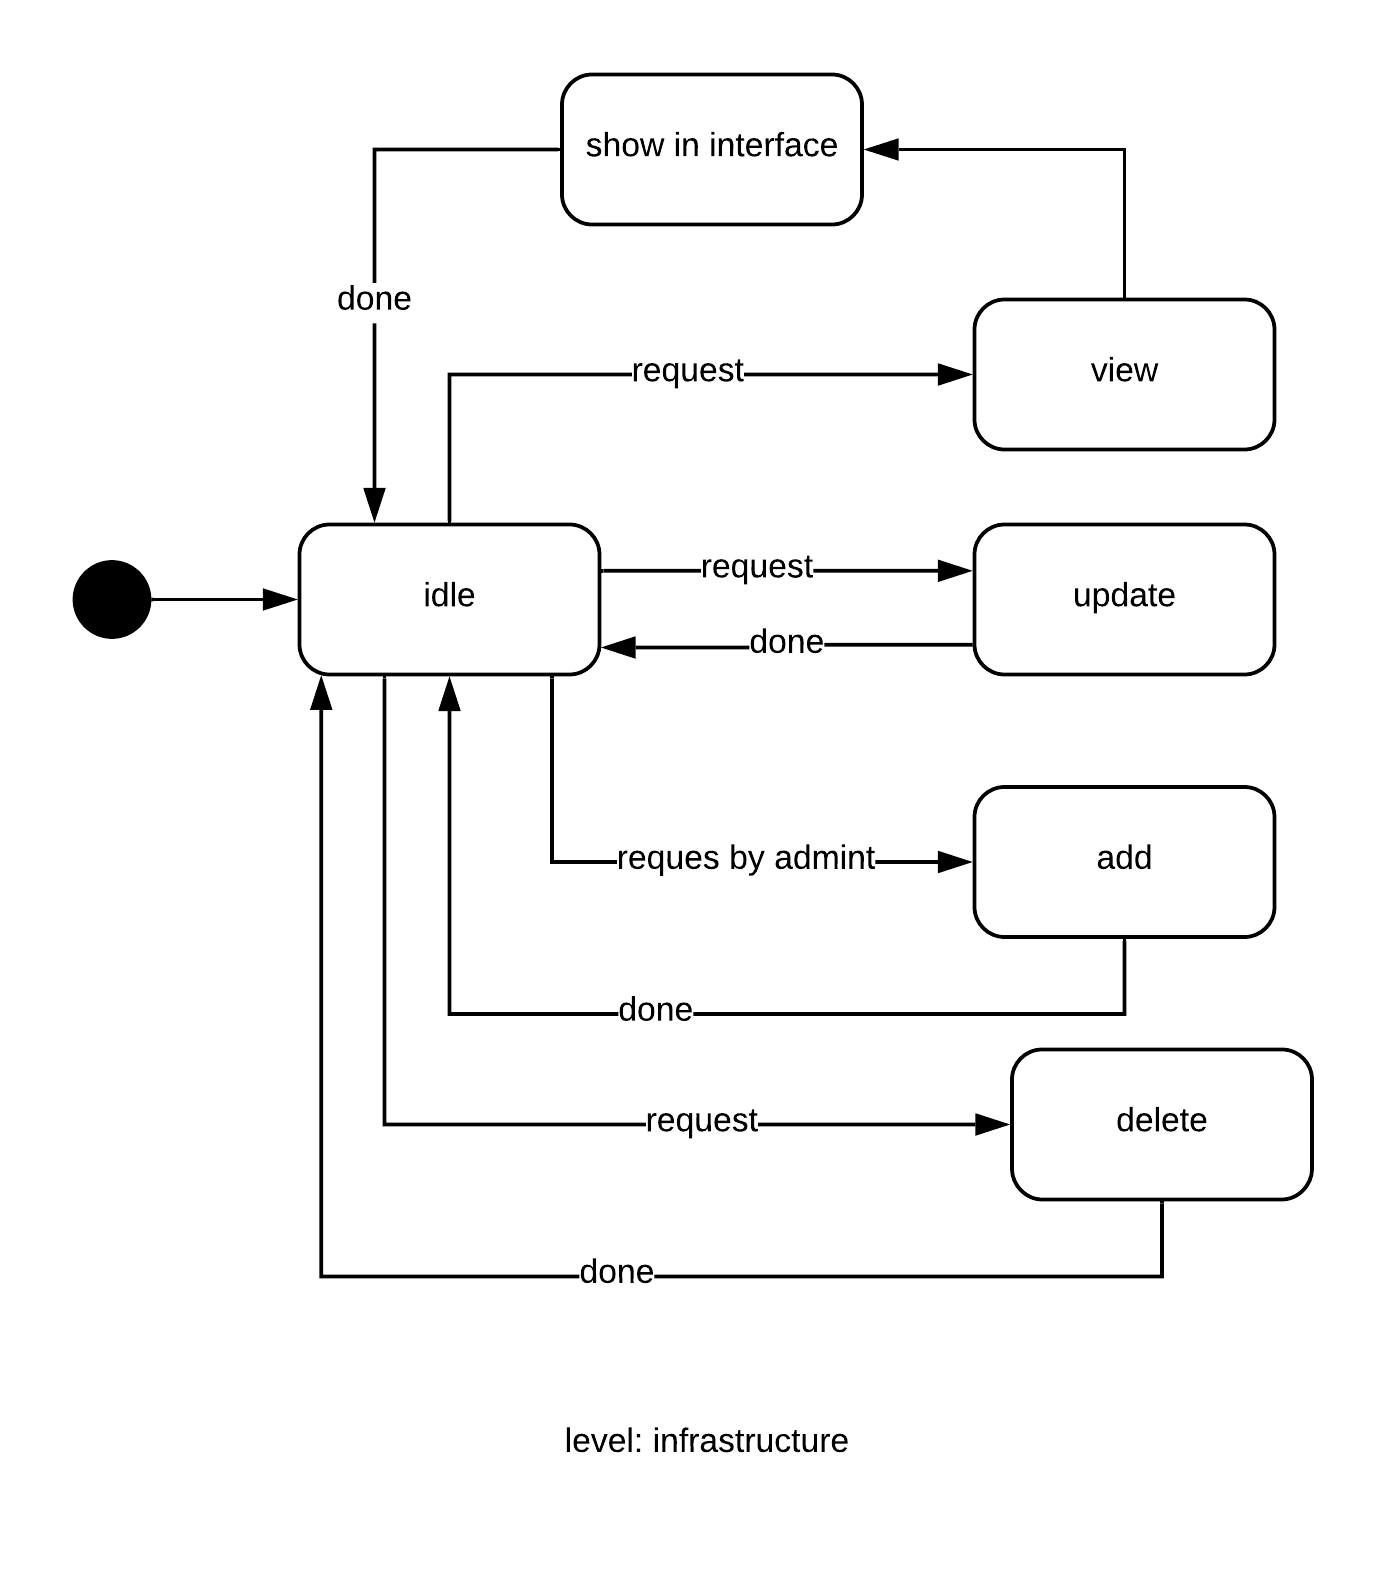 show in interface
done
request
view
request
idle
update
done
reques by admint
add
done
request
delete
done
level: infrastructure